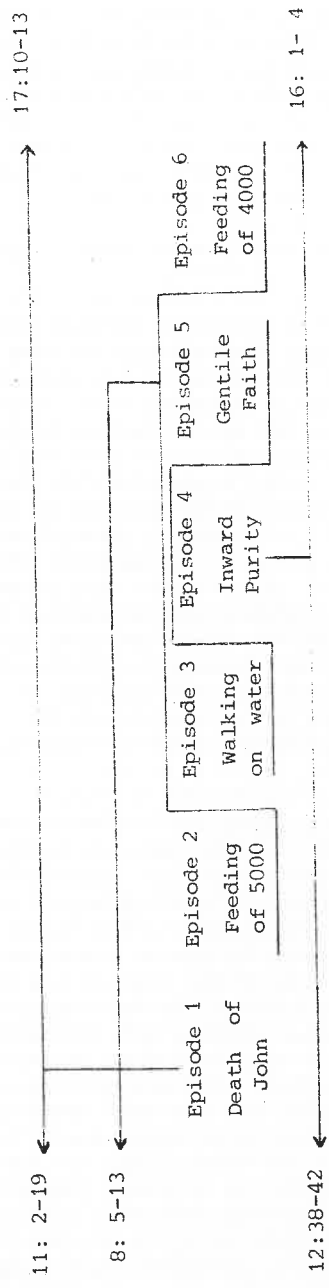 11: 2-19
17:10-13
8: 5-13
Episode 1
Death of
John
Episode 2
Feeding
of 5000
Episode 3
Walking
on water
Episode 4
Inward
Purity
Episode 5
Gentile
Faith
Episode 6
Feeding
of 4000
12:38-42
16: 1- 4